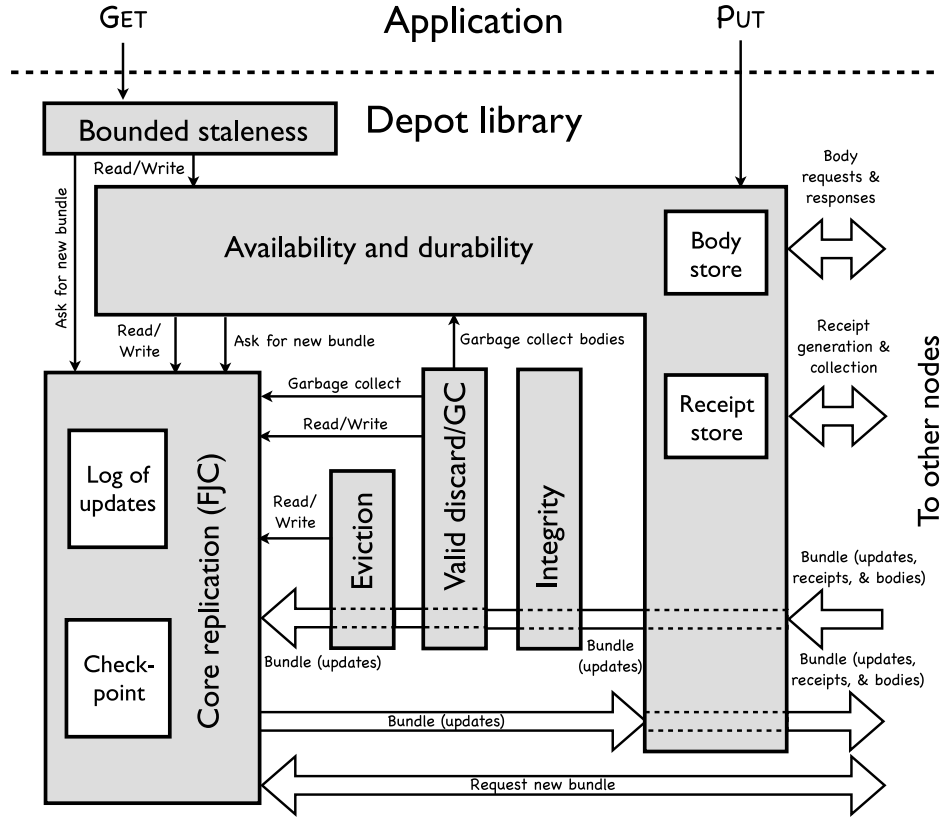 GET
Application
PUT
Bounded staleness
Depot library
Read/Write
Ask for new bundle
Body
requests &
responses
Availability and durability
Body
store
Read/
Write
Ask for new bundle
Garbage collect bodies
Receipt
generation &
collection
To other nodes
Garbage collect
Read/Write
Receipt
store
Log of
updates
Core replication (FJC)
Read/
Write
Eviction
Valid discard/GC
Integrity
Bundle (updates,
receipts, & bodies)
Bundle (updates)
Bundle
(updates)
Bundle (updates,
receipts, & bodies)
Check-
point
Bundle (updates)
Request new bundle